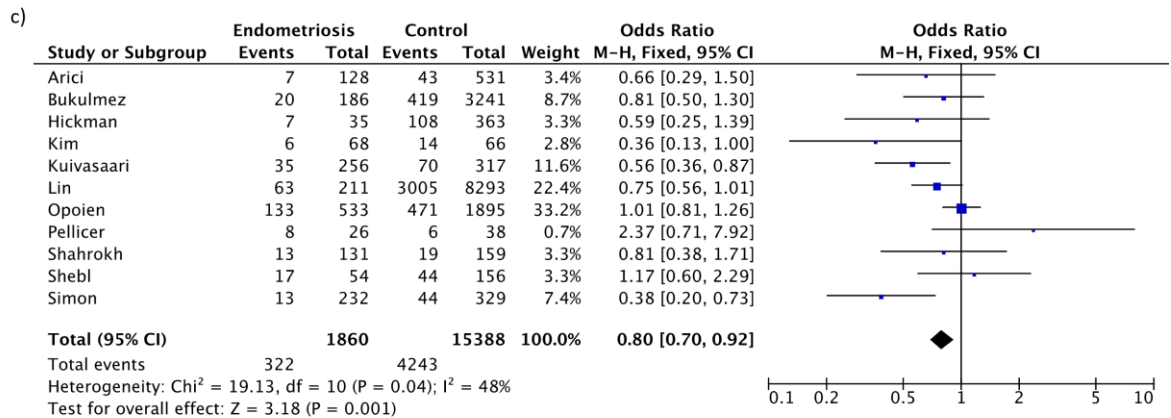 c)
Endometriosis Control Odds Ratio Odds Ratio
Study or Subgroup Events Total Events Total Weight M-H, Fixed, 95% CI M-H, Fixed, 95% CI
Arici 7 128 43 531 3.4% 0.66 [0.29, 1.50]
Bukulmez 20 186 419 3241 8.7% 0.81 [0.50, 1.30]
Hickman 7 35 108 363 3.3% 0.59 [0.25, 1.39]
Kim 6 68 14 66 2.8% 0.36 [0.13, 1.00]
Kuivasaari 35 256 70 317 11.6% 0.56 [0.36, 0.87]
Lin 63 211 3005 8293 22.4% 0.75 [0.56, 1.01]
Opoien 133 533 471 1895 33.2% 1.01 [0.81, 1.26]
Pellicer 8 26 6 38 0.7% 2.37 [0.71, 7.92]
Shahrokh 13 131 19 159 3.3% 0.81 [0.38, 1.71]
Shebl 17 54 44 156 3.3% 1.17 [0.60, 2.29]
Simon 13 232 44 329 7.4% 0.38 [0.20, 0.73]
Total (95% CI) 1860 15388 100.0% 0.80 [0.70, 0.92]
Total events 322 4243
Heterogeneity: Chi² = 19.13, df = 10 (P = 0.04); I² = 48%
Test for overall effect: Z = 3.18 (P = 0.001)
0.1 0.2 0.5 1 2 5 10